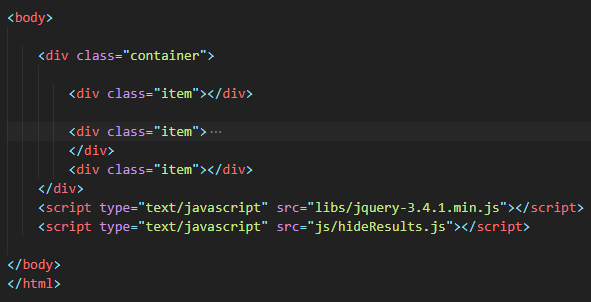 <body>
<div class="container">
<div class="item"></div>
<div class="item">···
</div>
<div class="item"></div>
</div>
<script type="text/javascript" src="libs/jquery-3.4.1.min.js"></script>
<script type="text/javascript" src="js/hideResults.js"></script>
</body>
</html>